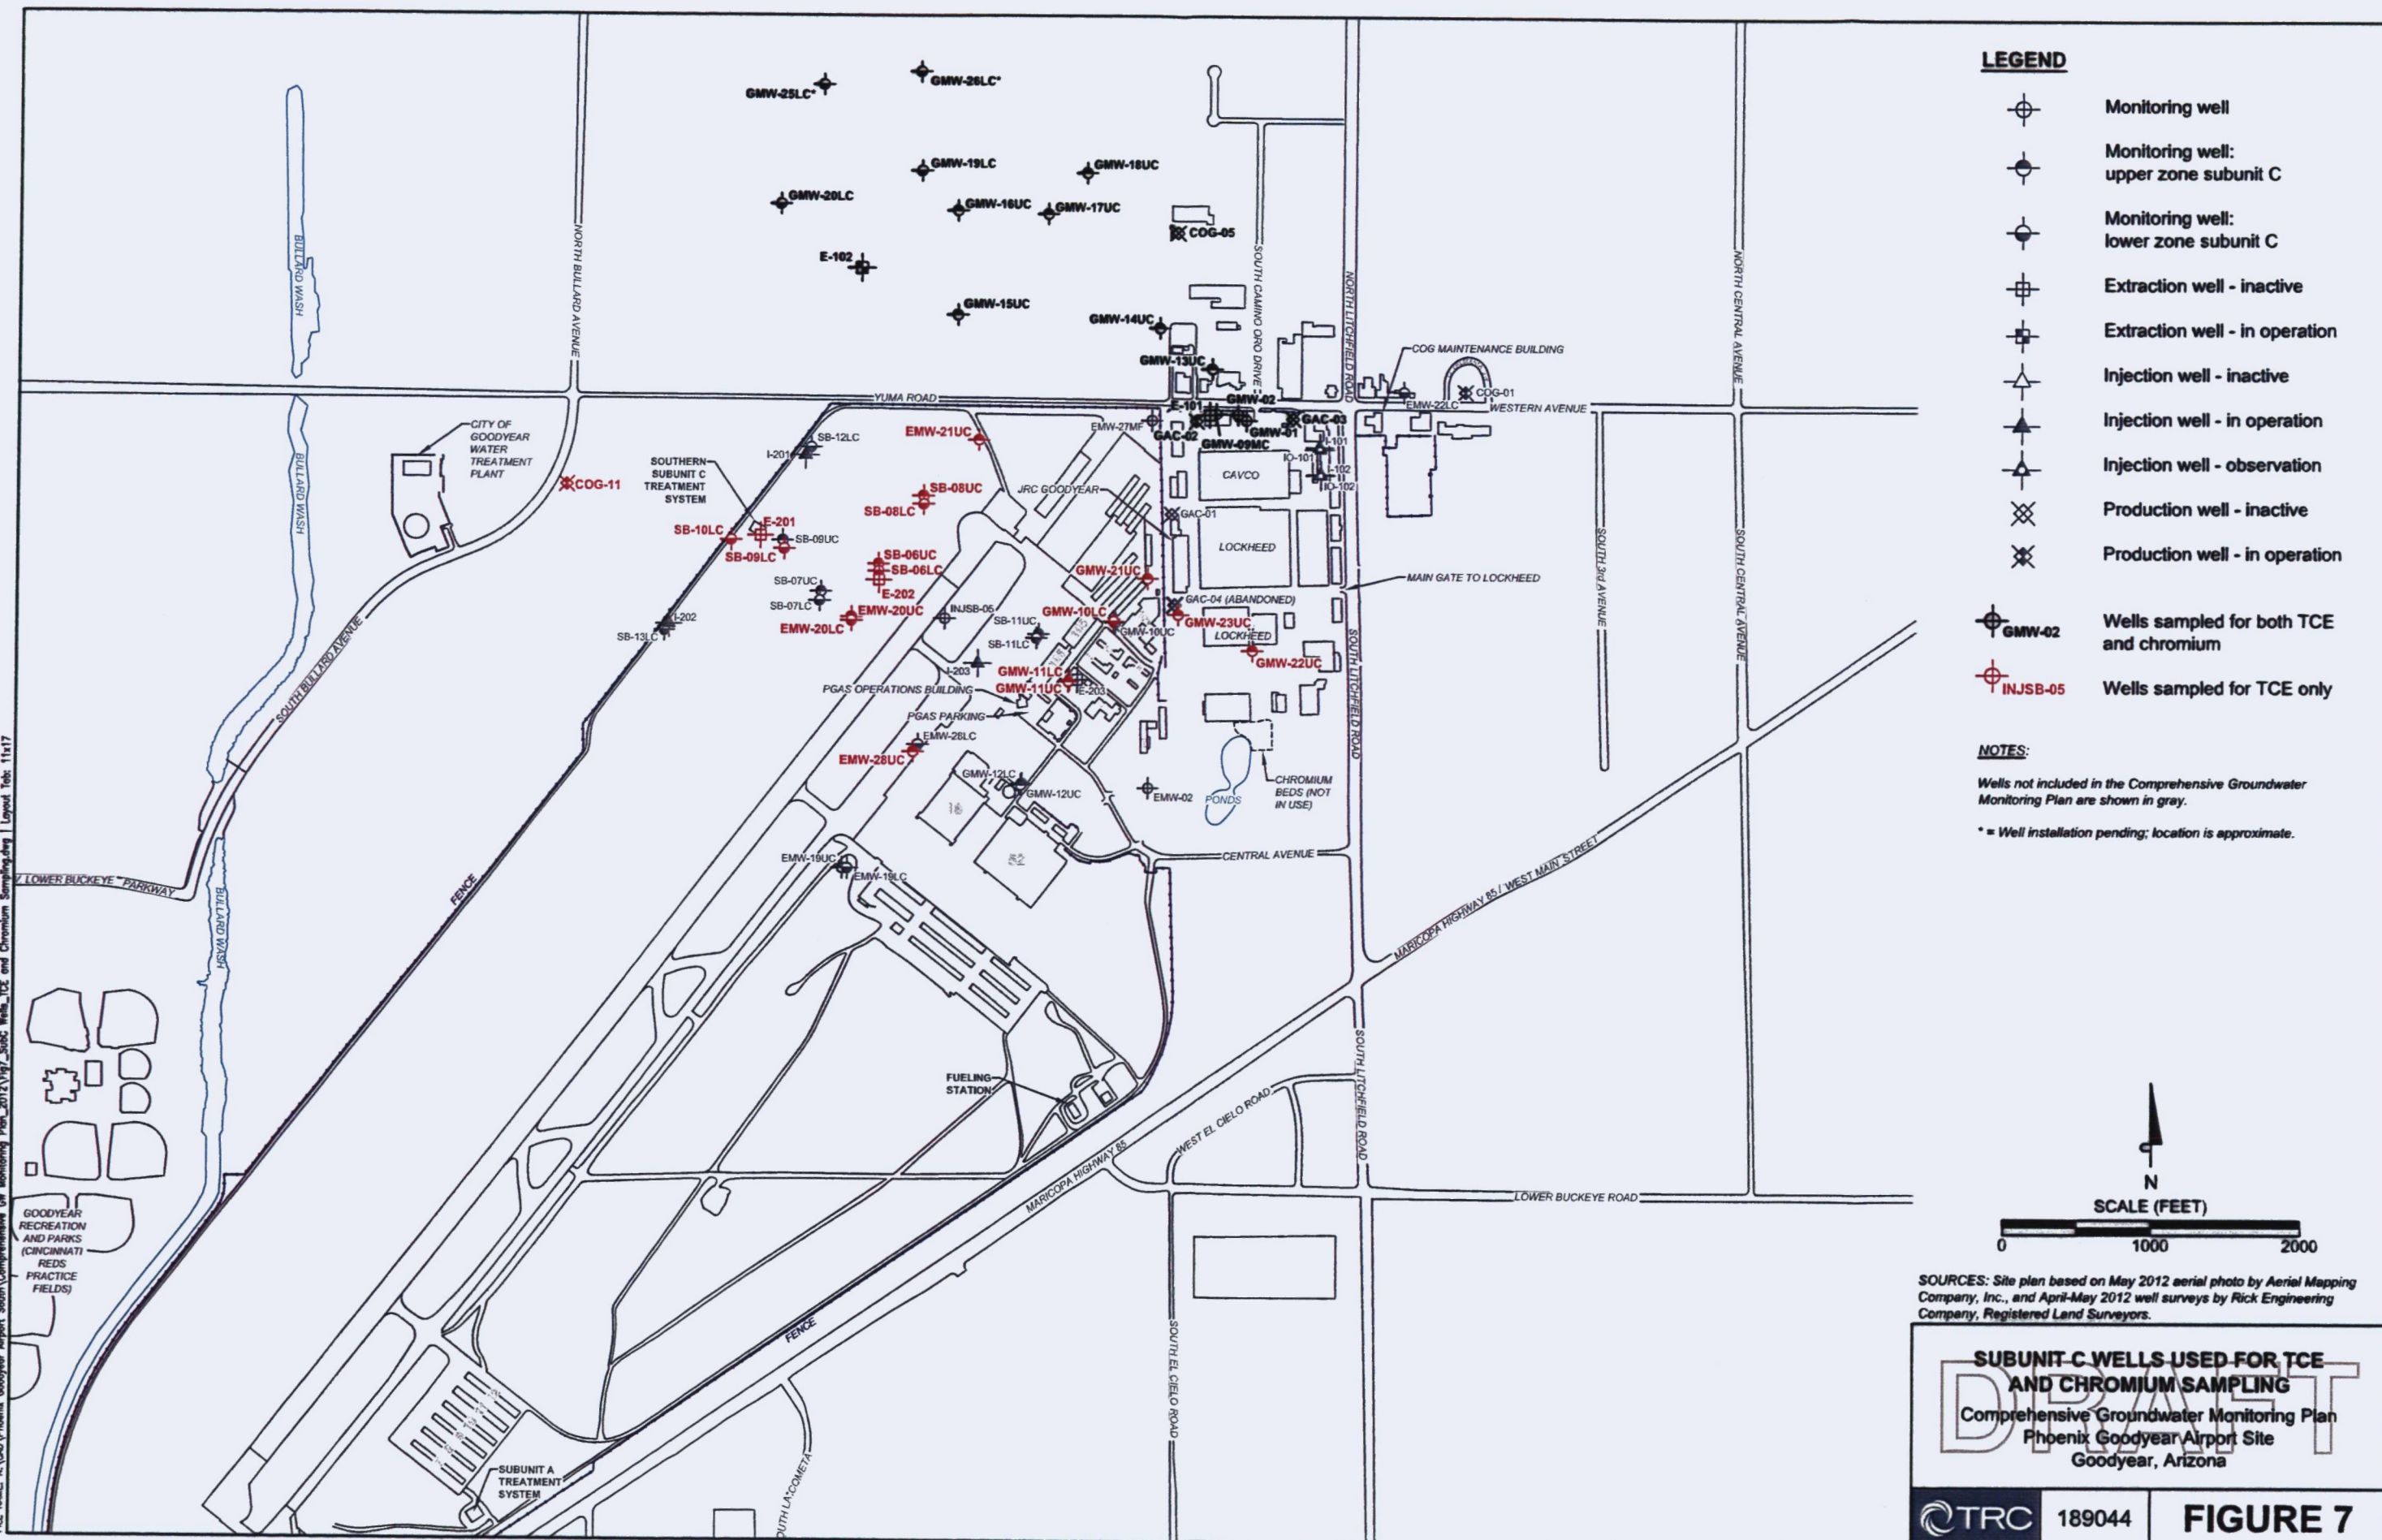 GMW-25LC*
GMW-26LC*
GMW-19LC
GMW-18UC
GMW-20LC
GMW-16UC
GMW-17UC
COG-05
E-102
GMW-15UC
GMW-14UC
GMW-13UC
BULLARD WASH
NORTH BULLARD AVENUE
SOUTH CAMINO ORO DRIVE
NORTH LITCHFIELD ROAD
NORTH CENTRAL AVENUE
COG MAINTENANCE BUILDING
COG-01
EMW-22LC
WESTERN AVENUE
YUMA ROAD
E-101
GMW-02
EMW-27MF
GAC-02
GMW-01
GAC-03
GMW-09MC
I-101
IO-101
I-102
IO-102
CAVCO
CITY OF
GOODYEAR
WATER
TREATMENT
PLANT
BULLARD WASH
COG-11
SB-12LC
I-201
SOUTHERN
SUBUNIT C
TREATMENT
SYSTEM
EMW-21UC
SB-08UC
SB-08LC
JRC GOODYEAR
GAC-01
SB-10LC
E-201
SB-09UC
SB-09LC
LOCKHEED
SB-06UC
SB-06LC
E-202
SB-07UC
SB-07LC
EMW-20UC
EMW-20LC
GMW-21UC
MAIN GATE TO LOCKHEED
GAC-04 (ABANDONED)
GMW-10LC
GMW-10UC
GMW-23UC
LOCKHEED
GMW-22UC
INJSB-05
SB-11UC
SB-11LC
I-202
SB-13LC
I-203
GMW-11LC
GMW-11UC
E-203
PGAS OPERATIONS BUILDING
PGAS PARKING
EMW-28LC
EMW-28UC
GMW-12LC
GMW-12UC
EMW-02
PONDS
CHROMIUM
BEDS (NOT
IN USE)
SOUTH BULLARD AVENUE
SOUTH LITCHFIELD ROAD
SOUTH 3rd AVENUE
SOUTH CENTRAL AVENUE
16
52
EMW-19UC
EMW-19LC
CENTRAL AVENUE
LOWER BUCKEYE PARKWAY
BULLARD WASH
FENCE
MARICOPA HIGHWAY 85 / WEST MAIN STREET
FUELING
STATION
WEST EL CIELO ROAD
SOUTH LITCHFIELD ROAD
MARICOPA HIGHWAY 85
LOWER BUCKEYE ROAD
GOODYEAR
RECREATION
AND PARKS
(CINCINNATI
REDS
PRACTICE
FIELDS)
FENCE
SOUTH EL CIELO ROAD
SUBUNIT A
TREATMENT
SYSTEM
LEGEND
Monitoring well
Monitoring well:
upper zone subunit C
Monitoring well:
lower zone subunit C
Extraction well - inactive
Extraction well - in operation
Injection well - inactive
Injection well - in operation
Injection well - observation
Production well - inactive
Production well - in operation
GMW-02
Wells sampled for both TCE
and chromium
INJSB-05
Wells sampled for TCE only
NOTES:
Wells not included in the Comprehensive Groundwater
Monitoring Plan are shown in gray.
* = Well installation pending; location is approximate.
N
SCALE (FEET)
0 1000 2000
SOURCES: Site plan based on May 2012 aerial photo by Aerial Mapping
Company, Inc., and April-May 2012 well surveys by Rick Engineering
Company, Registered Land Surveyors.
DRAFT
SUBUNIT C WELLS USED FOR TCE
AND CHROMIUM SAMPLING
Comprehensive Groundwater Monitoring Plan
Phoenix Goodyear Airport Site
Goodyear, Arizona
TRC
189044
FIGURE 7